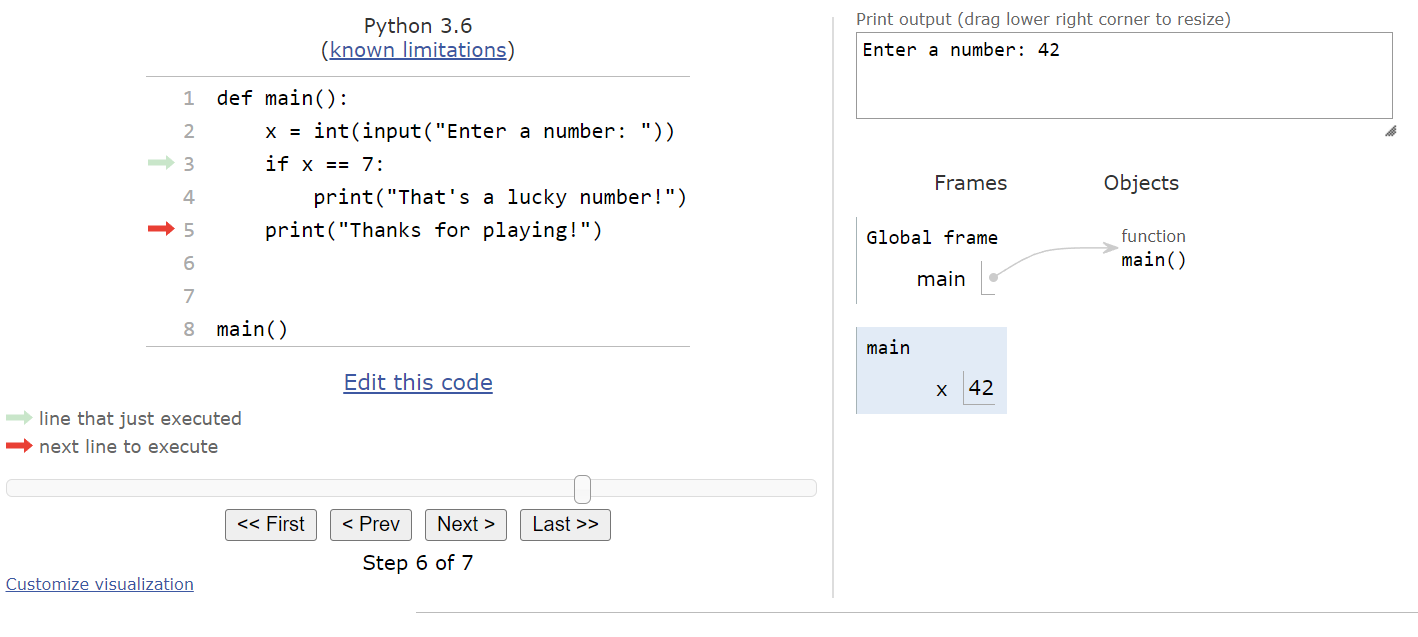 Python 3.6
(known limitations)
1 def main():
2     x = int(input("Enter a number: "))
3     if x == 7:
4         print("That's a lucky number!")
5     print("Thanks for playing!")
6
7
8 main()
Edit this code
line that just executed
next line to execute
<< First < Prev Next > Last >>
Step 6 of 7
Customize visualization
Print output (drag lower right corner to resize)
Enter a number: 42
Frames Objects
Global frame
main
function
main()
main
x 42